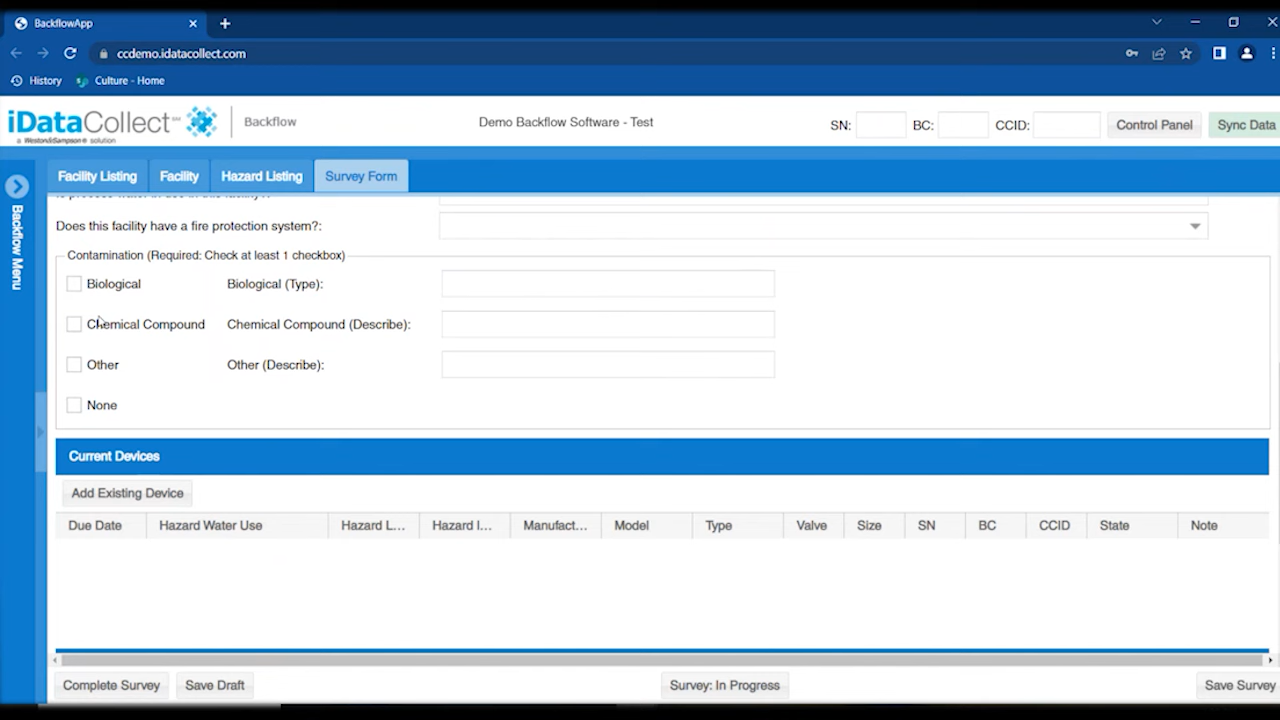 BackflowApp
ccdemo.idatacollect.com
History Culture - Home
iDataCollect℠ Backflow Demo Backflow Software - Test SN: BC: CCID: Control Panel Sync Data
a Weston&Sampson® solution
Backflow Menu
Facility Listing Facility Hazard Listing Survey Form
Does this facility have a fire protection system?:
Contamination (Required: Check at least 1 checkbox)
Biological Biological (Type):
Chemical Compound Chemical Compound (Describe):
Other Other (Describe):
None
Current Devices
Add Existing Device
Due Date Hazard Water Use Hazard L... Hazard I... Manufact... Model Type Valve Size SN BC CCID State Note
Complete Survey Save Draft Survey: In Progress Save Survey